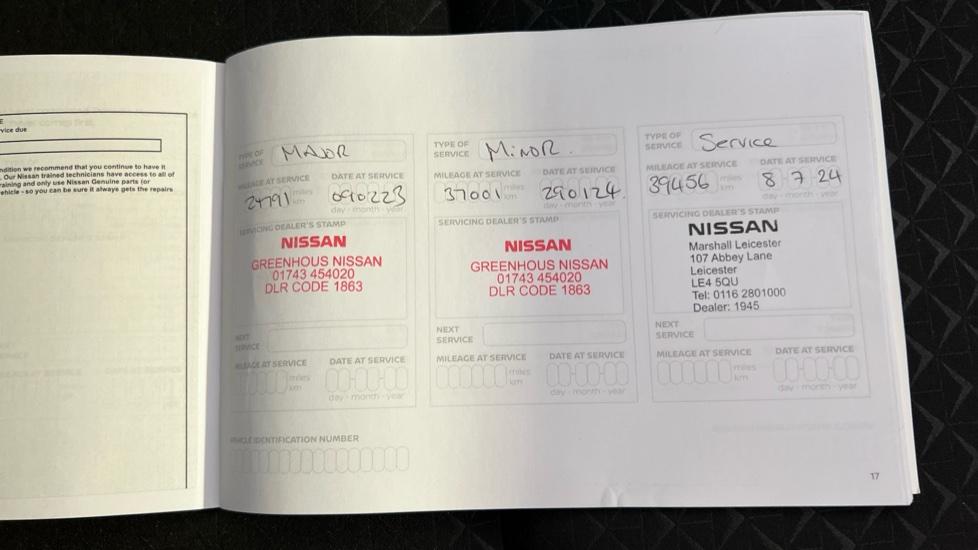 E
vice due
ndition we recommend that you continue to have it
. Our Nissan trained technicians have access to all of
raining and only use Nissan Genuine parts for
vehicle - so you can be sure it always gets the repairs
TYPE OF SERVICE MAJOR
MILEAGE AT SERVICE DATE AT SERVICE
24791 miles km 090223
day - month - year
SERVICING DEALER'S STAMP
NISSAN
GREENHOUS NISSAN
01743 454020
DLR CODE 1863
NEXT SERVICE
MILEAGE AT SERVICE DATE AT SERVICE
miles km
day - month - year
TYPE OF SERVICE MINOR.
MILEAGE AT SERVICE DATE AT SERVICE
37001 miles km 290124.
day - month - year
SERVICING DEALER'S STAMP
NISSAN
GREENHOUS NISSAN
01743 454020
DLR CODE 1863
NEXT SERVICE
MILEAGE AT SERVICE DATE AT SERVICE
miles km
day - month - year
TYPE OF SERVICE Service
MILEAGE AT SERVICE DATE AT SERVICE
39456 miles km 8 7 24
day - month - year
SERVICING DEALER'S STAMP
NISSAN
Marshall Leicester
107 Abbey Lane
Leicester
LE4 5QU
Tel: 0116 2801000
Dealer: 1945
NEXT SERVICE
MILEAGE AT SERVICE DATE AT SERVICE
miles km
day - month - year
VEHICLE IDENTIFICATION NUMBER
17